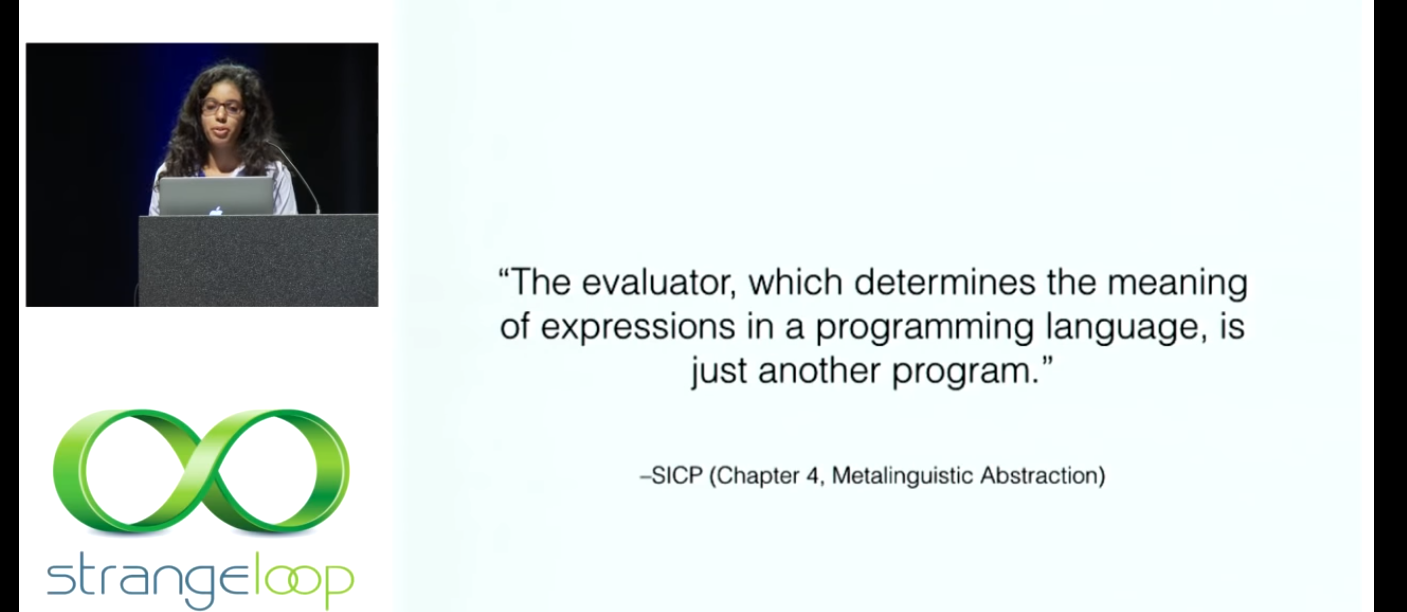 “The evaluator, which determines the meaning
of expressions in a programming language, is
just another program.”
–SICP (Chapter 4, Metalinguistic Abstraction)
strangeloop